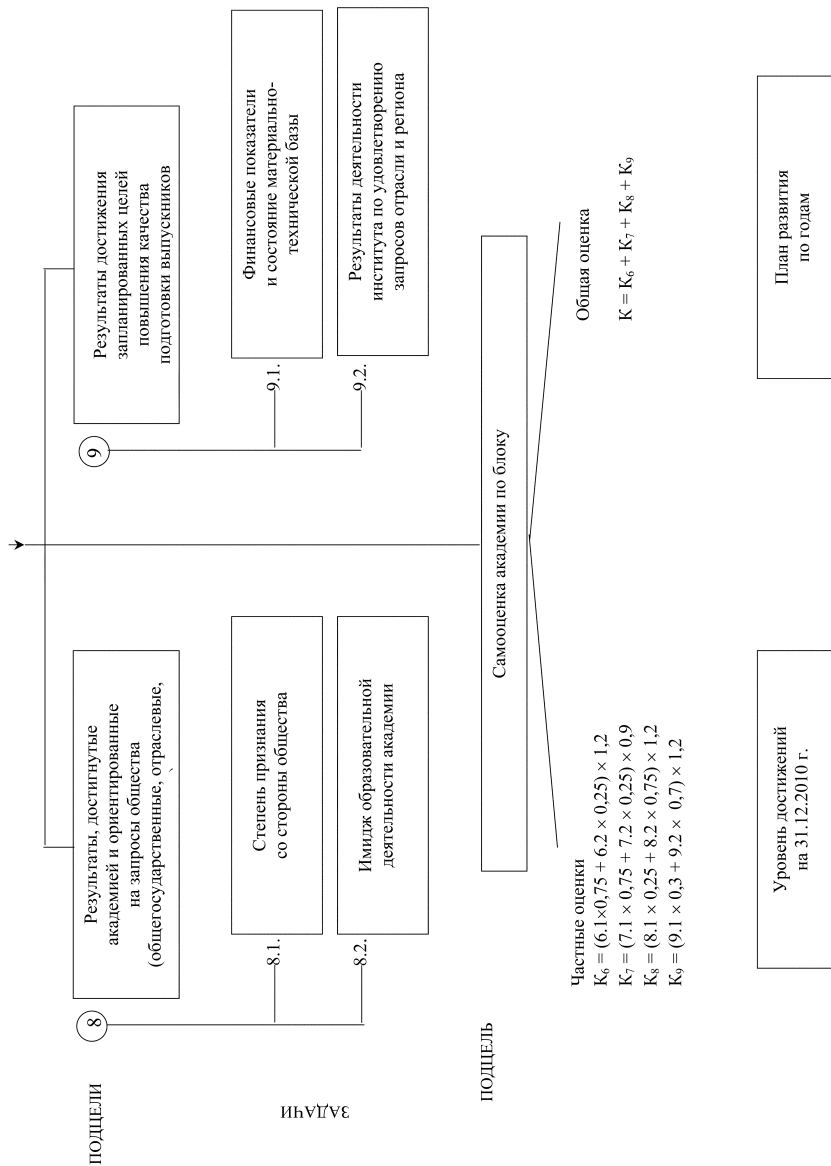 ПОДЦЕЛИ
8
Результаты, достигнутые
академией и ориентированные
на запросы общества
(общегосударственные, отраслевые,
9
Результаты достижения
запланированных целей
повышения качества
подготовки выпускников
ЗАДАЧИ
8.1.
Степень признания
со стороны общества
9.1.
Финансовые показатели
и состояние материально-
технической базы
8.2.
Имидж образовательной
деятельности академии
9.2.
Результаты деятельности
института по удовлетворению
запросов отрасли и региона
ПОДЦЕЛЬ
Самооценка академии по блоку
Частные оценки
K₆ = (6.1×0,75 + 6.2 × 0,25) × 1,2
K₇ = (7.1 × 0,75 + 7.2 × 0,25) × 0,9
K₈ = (8.1 × 0,25 + 8.2 × 0,75) × 1,2
K₉ = (9.1 × 0,3 + 9.2 × 0,7) × 1,2
Общая оценка
K = K₆ + K₇ + K₈ + K₉
Уровень достижений
на 31.12.2010 г.
План развития
по годам